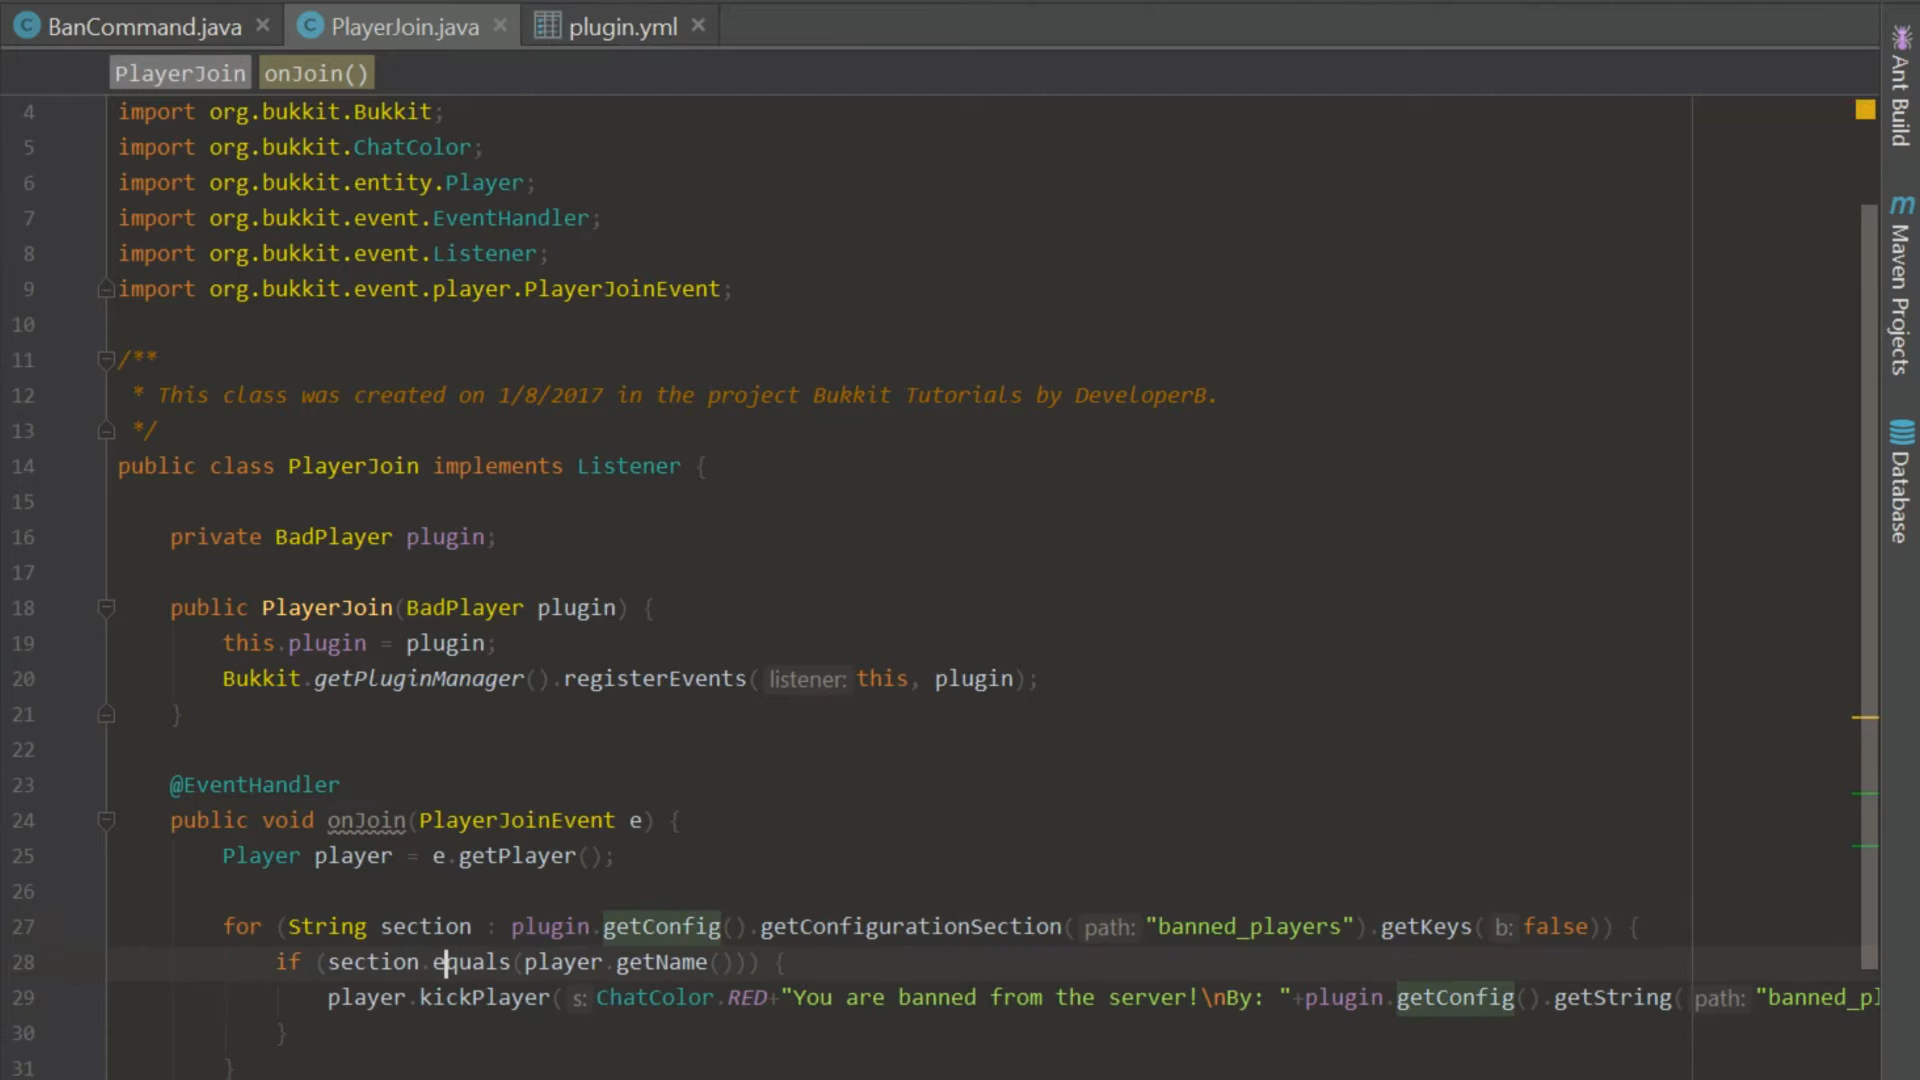 BanCommand.java PlayerJoin.java plugin.yml
PlayerJoin onJoin()
4 import org.bukkit.Bukkit;
5 import org.bukkit.ChatColor;
6 import org.bukkit.entity.Player;
7 import org.bukkit.event.EventHandler;
8 import org.bukkit.event.Listener;
9 import org.bukkit.event.player.PlayerJoinEvent;
10
11 /**
12 * This class was created on 1/8/2017 in the project Bukkit Tutorials by DeveloperB.
13 */
14 public class PlayerJoin implements Listener {
15
16 private BadPlayer plugin;
17
18 public PlayerJoin(BadPlayer plugin) {
19 this.plugin = plugin;
20 Bukkit.getPluginManager().registerEvents( listener: this, plugin);
21 }
22
23 @EventHandler
24 public void onJoin(PlayerJoinEvent e) {
25 Player player = e.getPlayer();
26
27 for (String section : plugin.getConfig().getConfigurationSection( path: "banned_players").getKeys( b: false)) {
28 if (section.equals(player.getName())) {
29 player.kickPlayer( s: ChatColor.RED+"You are banned from the server!\nBy: "+plugin.getConfig().getString( path: "banned_pl
30 }
31 }
Ant Build
m Maven Projects
Database